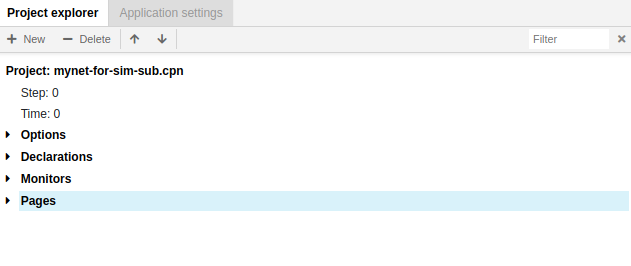 Project explorer Application settings
New Delete Filter
Project: mynet-for-sim-sub.cpn
Step: 0
Time: 0
Options
Declarations
Monitors
Pages